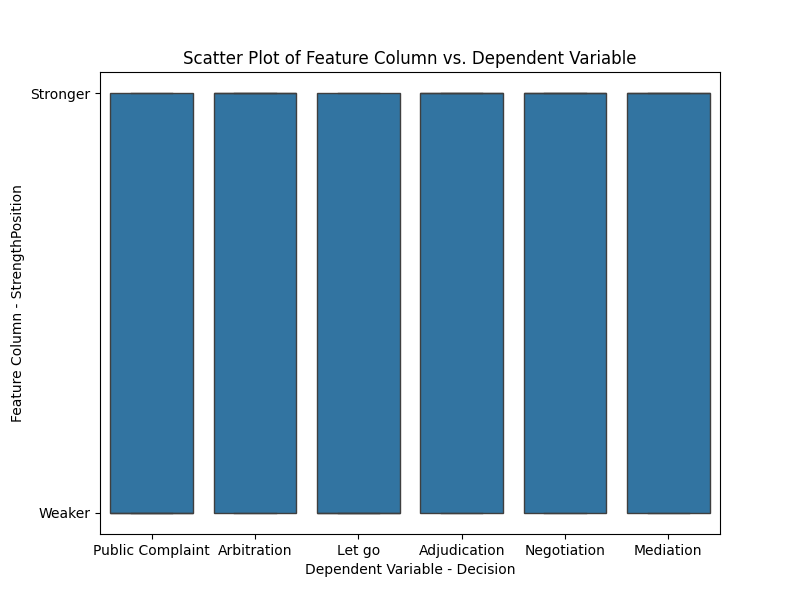 Scatter Plot of Feature Column vs. Dependent Variable
Feature Column - StrengthPosition
Stronger
Weaker
Public Complaint
Arbitration
Let go
Adjudication
Negotiation
Mediation
Dependent Variable - Decision